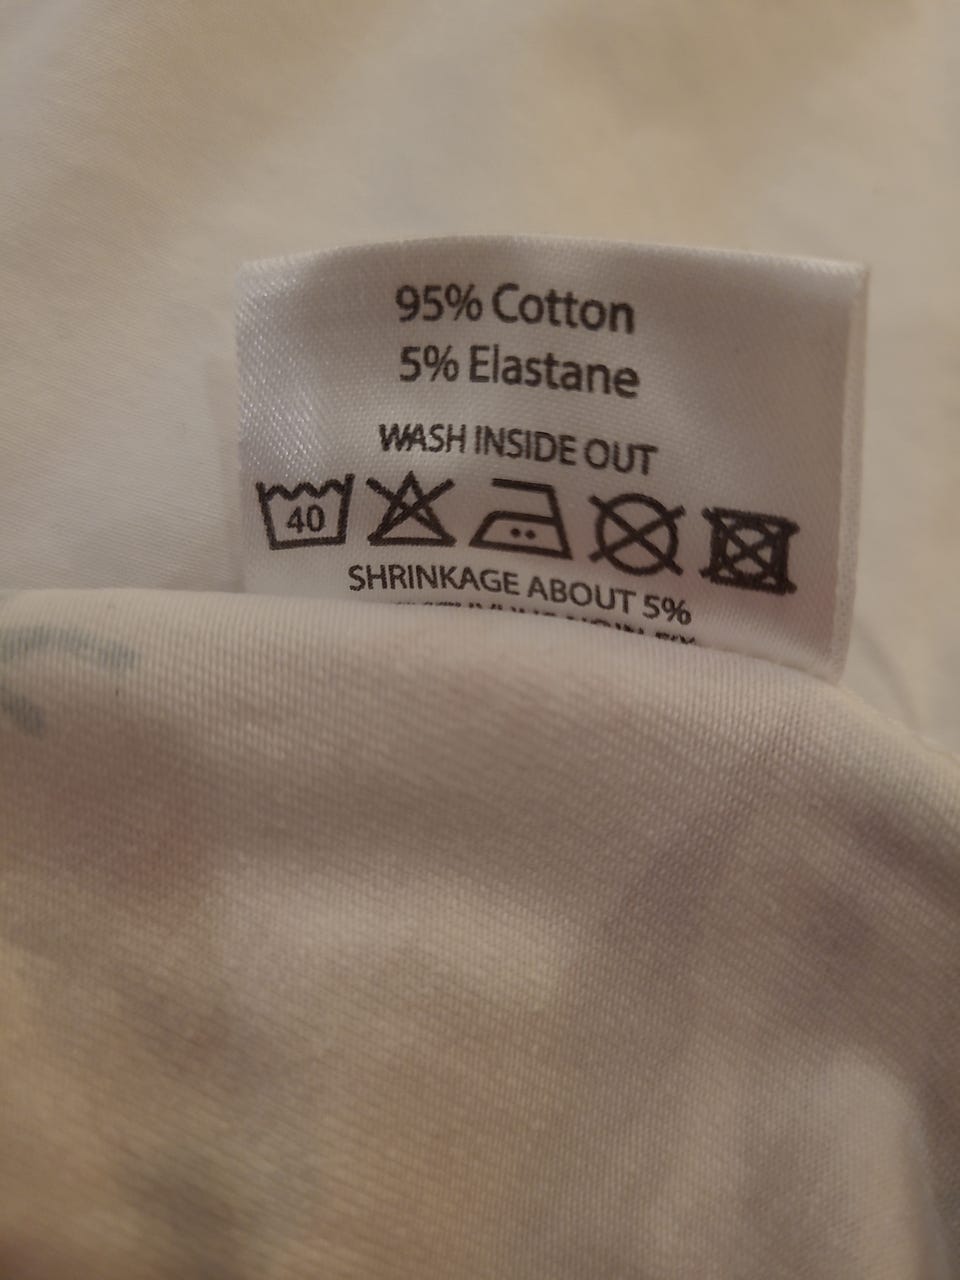 95% Cotton
5% Elastane
WASH INSIDE OUT
40
SHRINKAGE ABOUT 5%